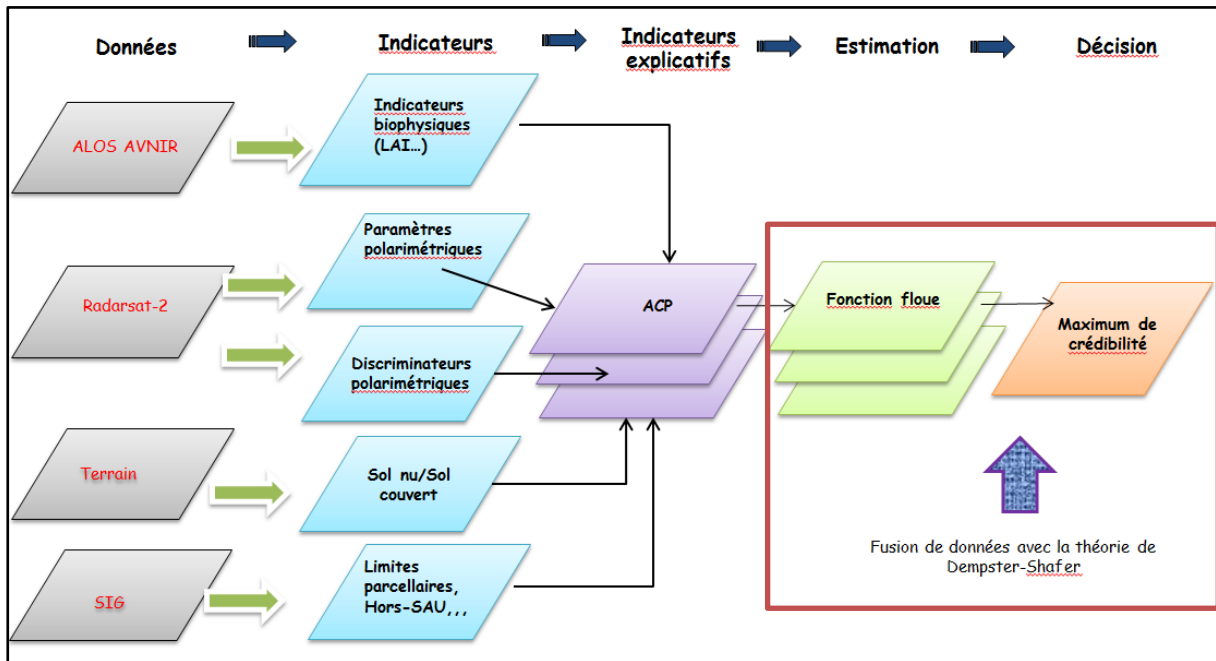 Données
Indicateurs
Indicateurs
explicatifs
Estimation
Décision
ALOS AVNIR
Indicateurs
biophysiques
(LAI...)
Radarsat-2
Paramètres
polarimétriques
Discriminateurs
polarimétriques
ACP
Fonction floue
Maximum de
crédibilité
Terrain
Sol nu/Sol
couvert
SIG
Limites
parcellaires,
Hors-SAU,,,
Fusion de données avec la théorie de
Dempster-Shafer